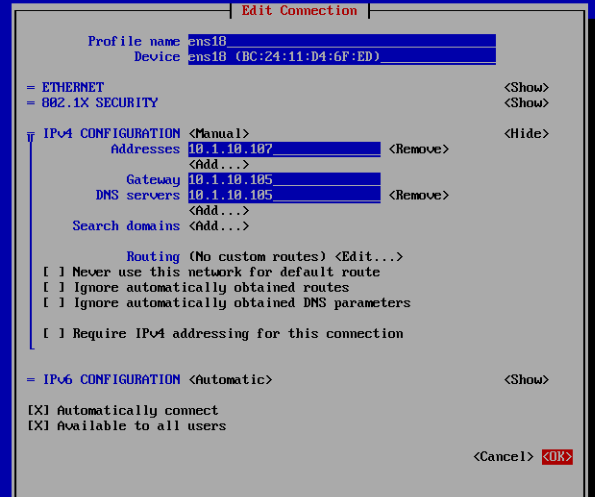 Edit Connection
Profile name ens18
Device ens18 (BC:24:11:D4:6F:ED)
= ETHERNET <Show>
= 802.1X SECURITY <Show>
= IPv4 CONFIGURATION <Manual> <Hide>
Addresses 10.1.10.107 <Remove>
<Add...>
Gateway 10.1.10.105
DNS servers 10.1.10.105 <Remove>
<Add...>
Search domains <Add...>
Routing (No custom routes) <Edit...>
[ ] Never use this network for default route
[ ] Ignore automatically obtained routes
[ ] Ignore automatically obtained DNS parameters
[ ] Require IPv4 addressing for this connection
= IPv6 CONFIGURATION <Automatic> <Show>
[X] Automatically connect
[X] Available to all users
<Cancel> <OK>